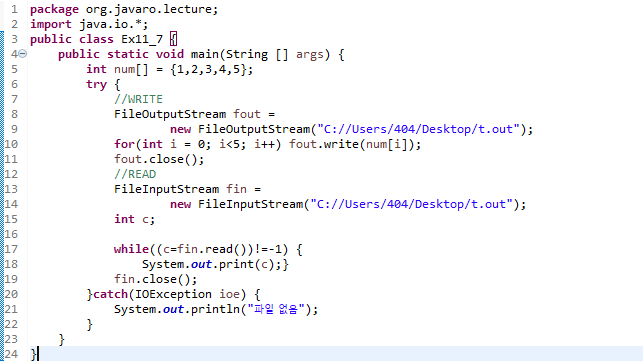 1 package org.javaro.lecture;
2 import java.io.*;
3 public class Ex11_7 {
4 public static void main(String [] args) {
5 int num[] = {1,2,3,4,5};
6 try {
7 //WRITE
8 FileOutputStream fout =
9 new FileOutputStream("C://Users/404/Desktop/t.out");
10 for(int i = 0; i<5; i++) fout.write(num[i]);
11 fout.close();
12 //READ
13 FileInputStream fin =
14 new FileInputStream("C://Users/404/Desktop/t.out");
15 int c;
16
17 while((c=fin.read())!=-1) {
18 System.out.print(c);}
19 fin.close();
20 }catch(IOException ioe) {
21 System.out.println("파일 없음");
22 }
23 }
24 }